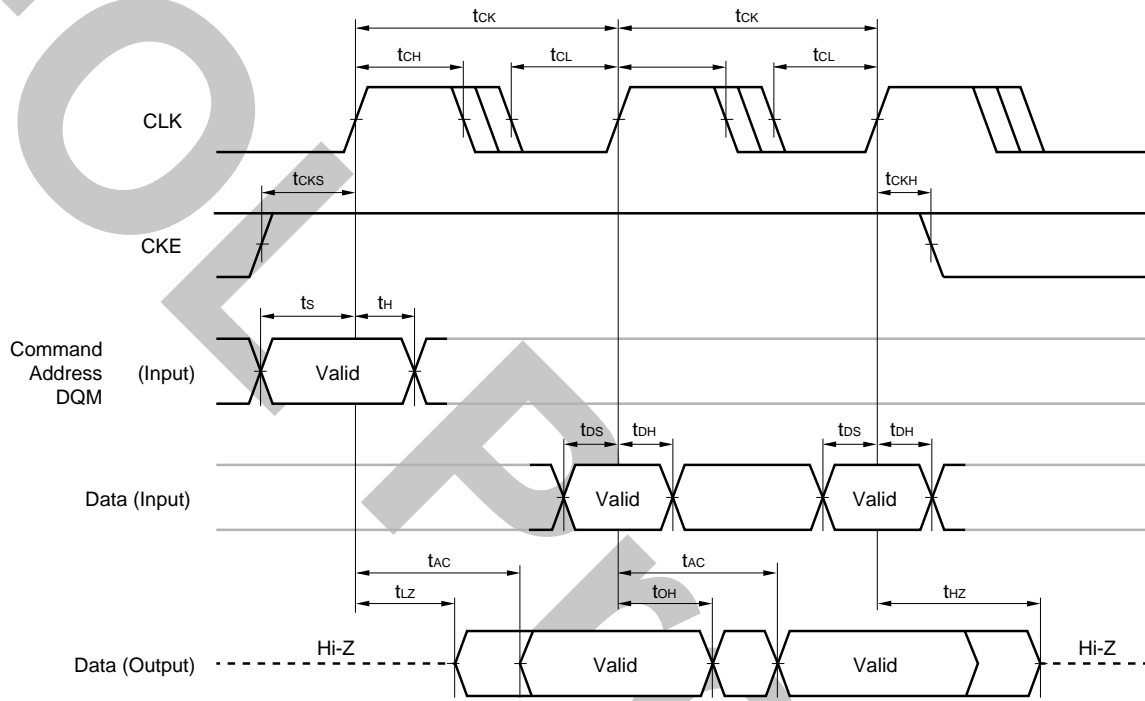 tCK tCK
tCH tCL tCL
CLK
tCKS tCKH
CKE
tS tH
Command
Address (Input) Valid
DQM
tDS tDH tDS tDH
Data (Input) Valid Valid
tAC tAC
tLZ tOH tHZ
Hi-Z Hi-Z
Data (Output) Valid Valid